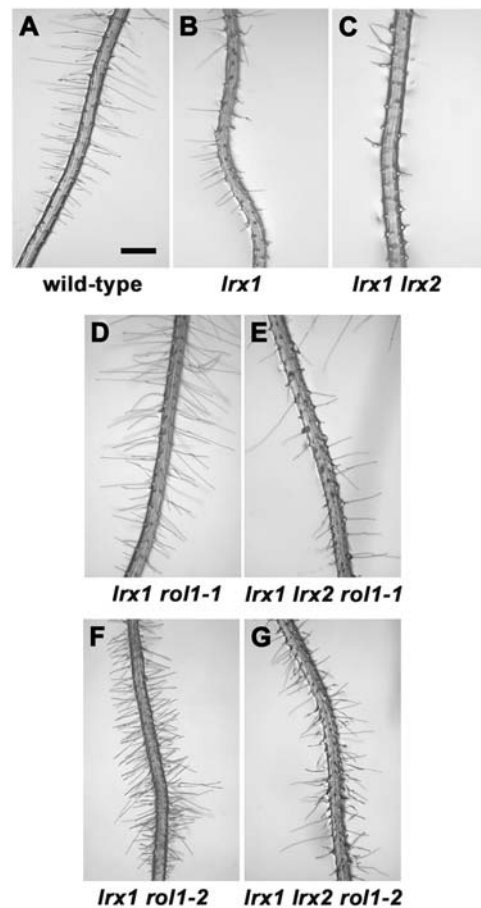 A B C
wild-type lrx1 lrx1 lrx2
D E
lrx1 rol1-1 lrx1 lrx2 rol1-1
F G
lrx1 rol1-2 lrx1 lrx2 rol1-2